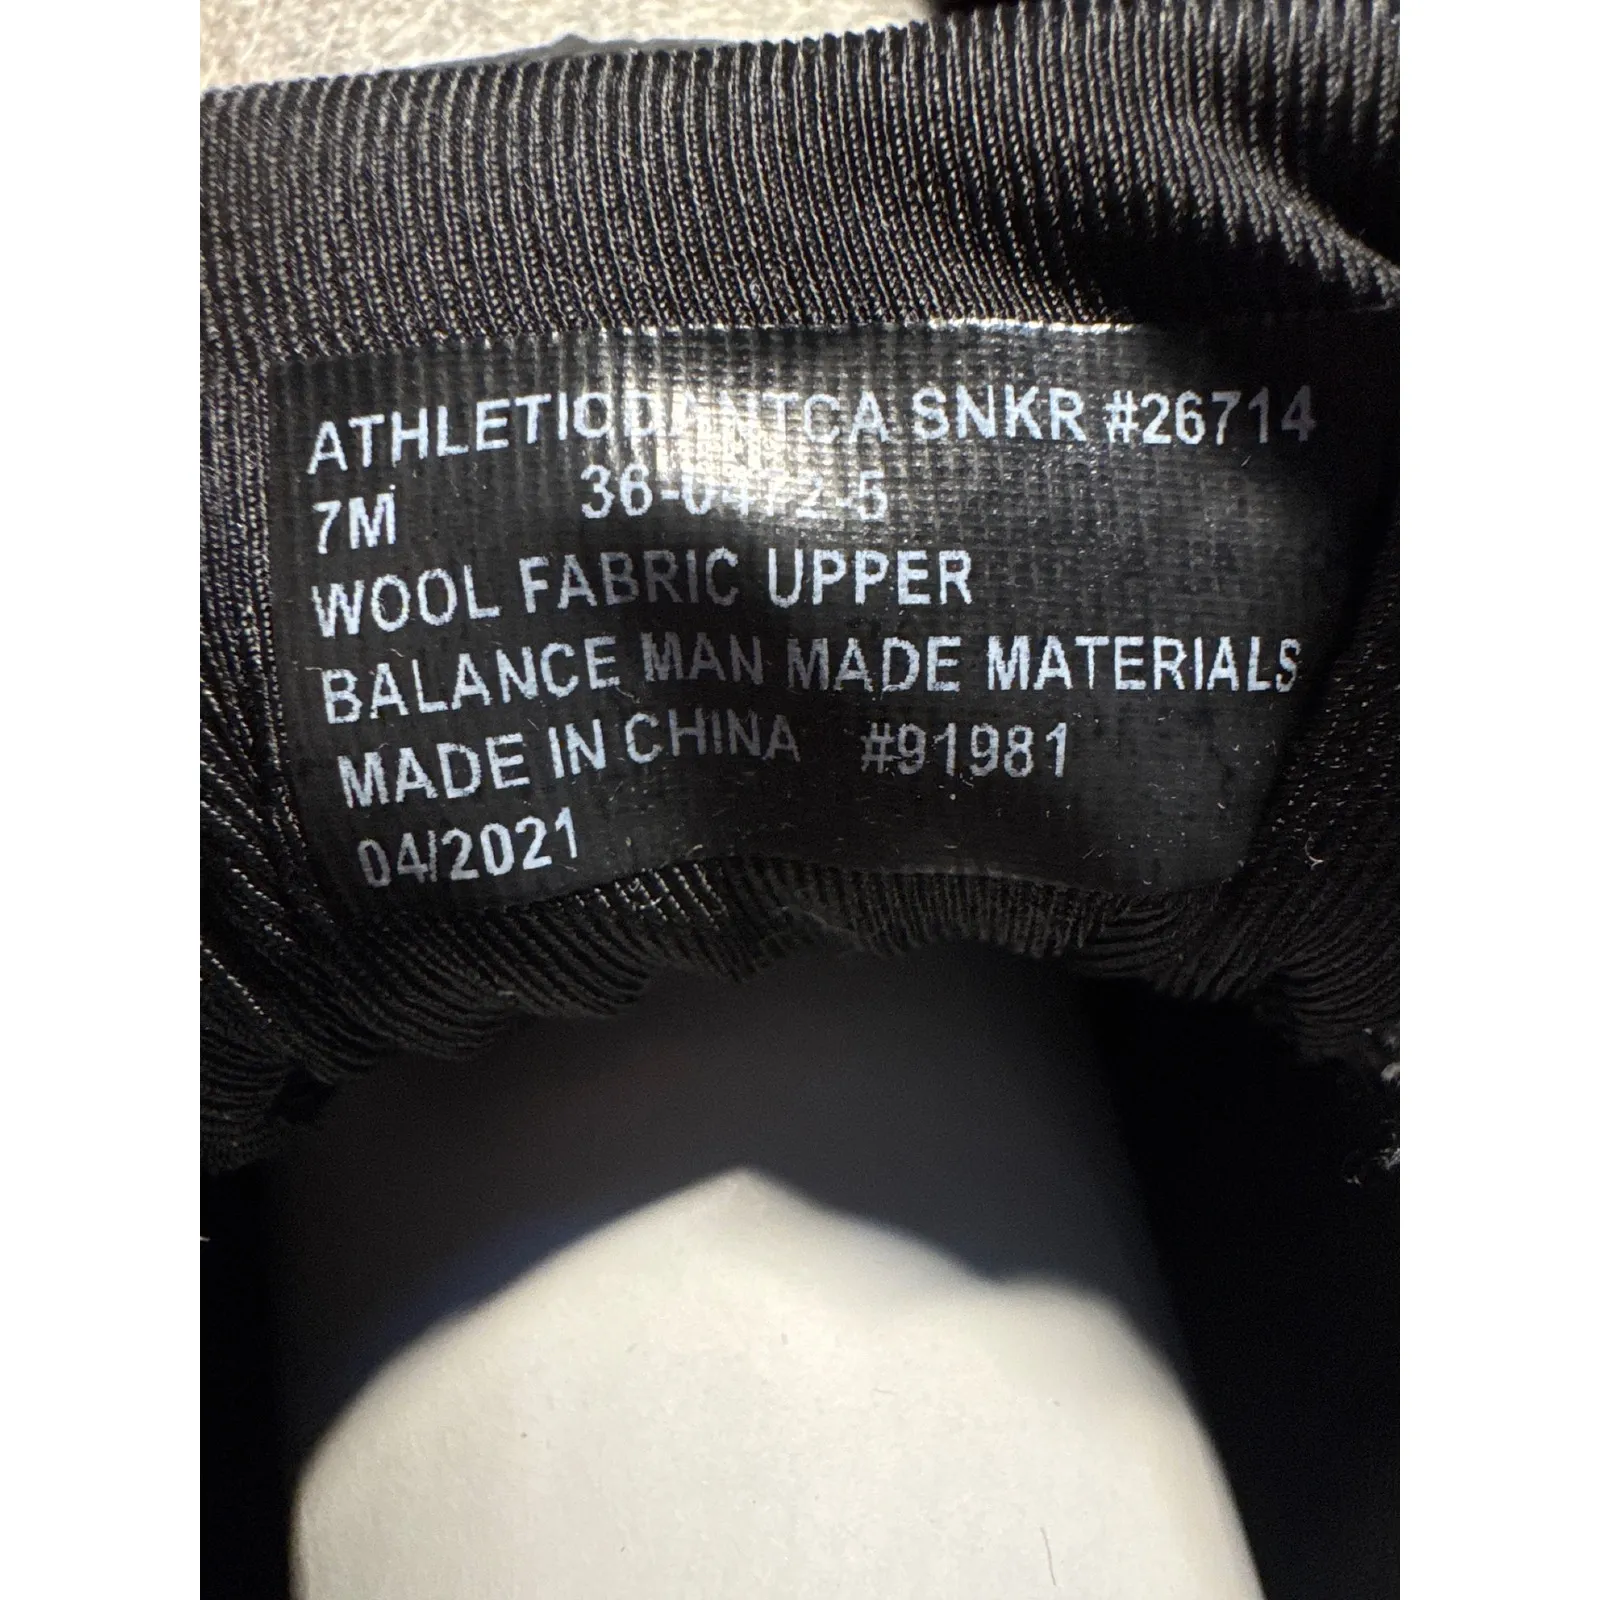 ATHLETICDANTCA SNKR #26714
7M 36-0472-5
WOOL FABRIC UPPER
BALANCE MAN MADE MATERIALS
MADE IN CHINA #91981
04/2021